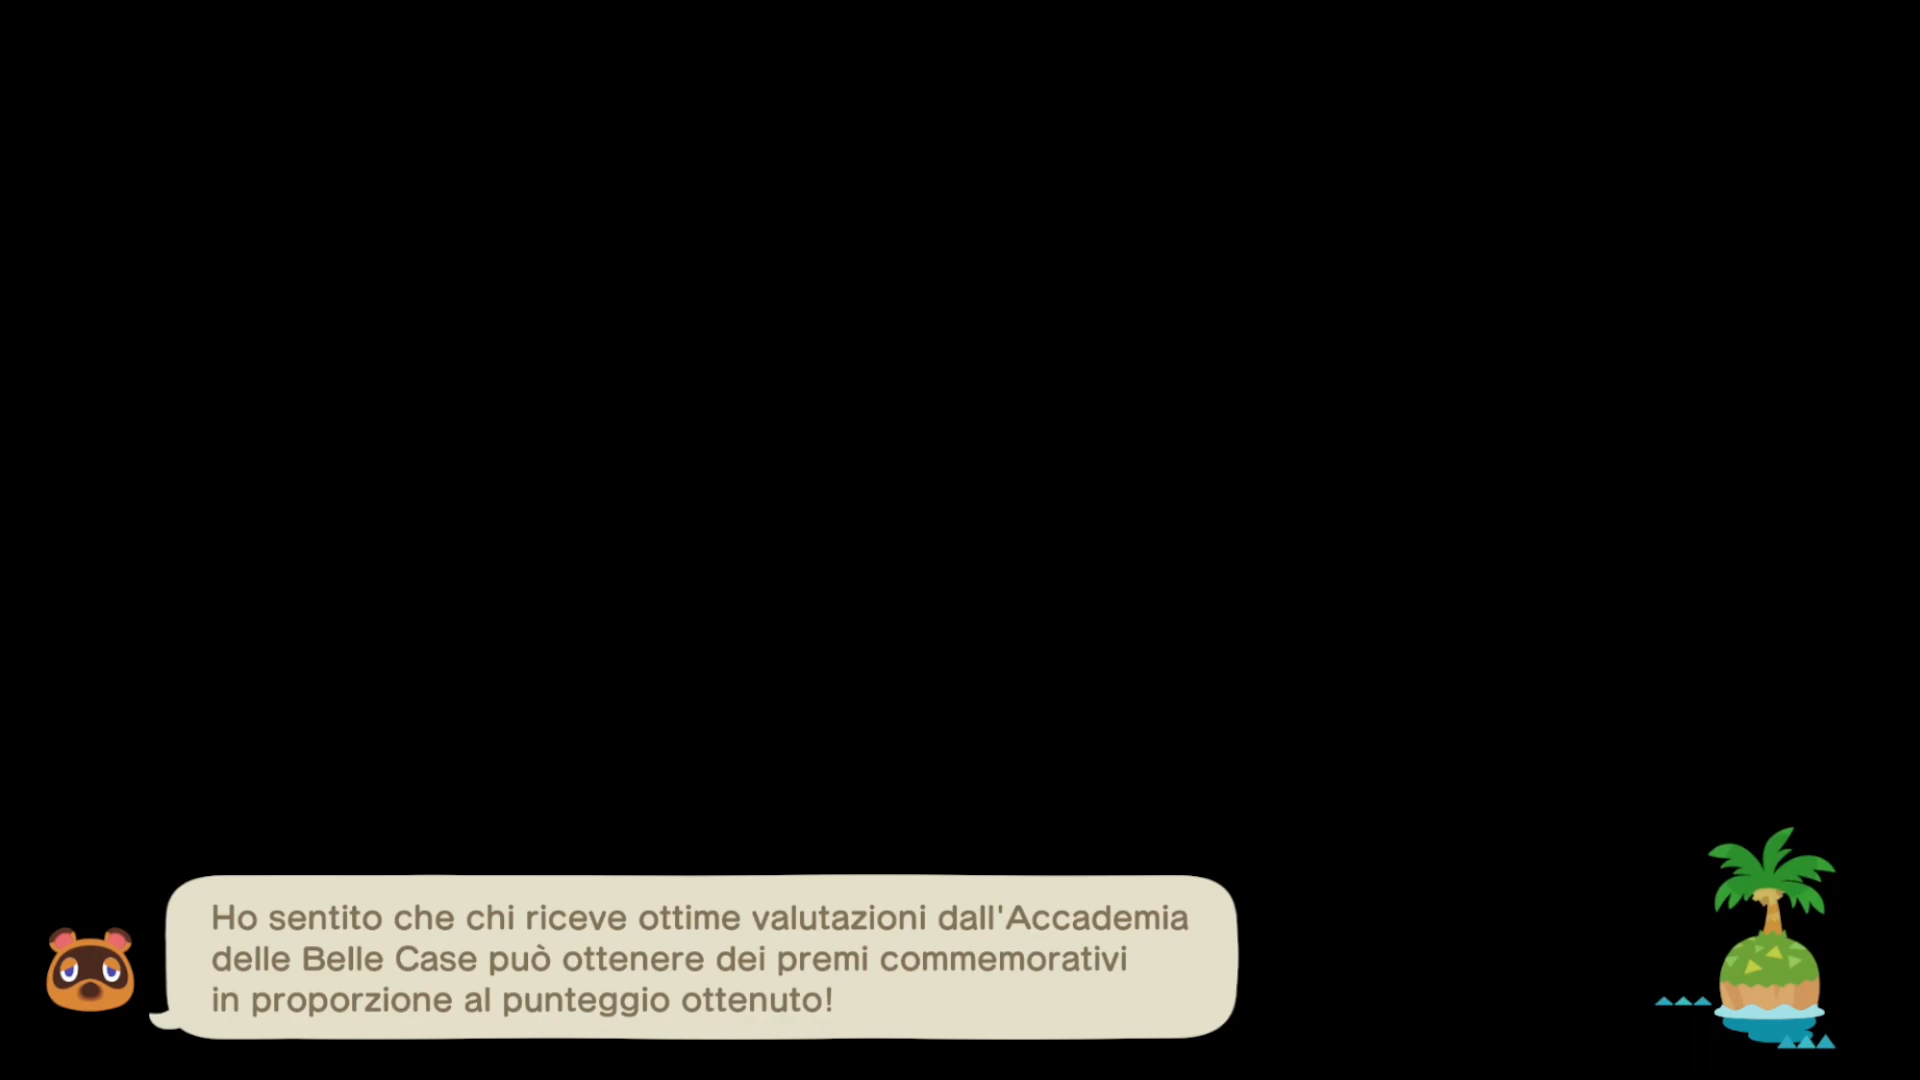 Ho sentito che chi riceve ottime valutazioni dall'Accademia
delle Belle Case può ottenere dei premi commemorativi
in proporzione al punteggio ottenuto!